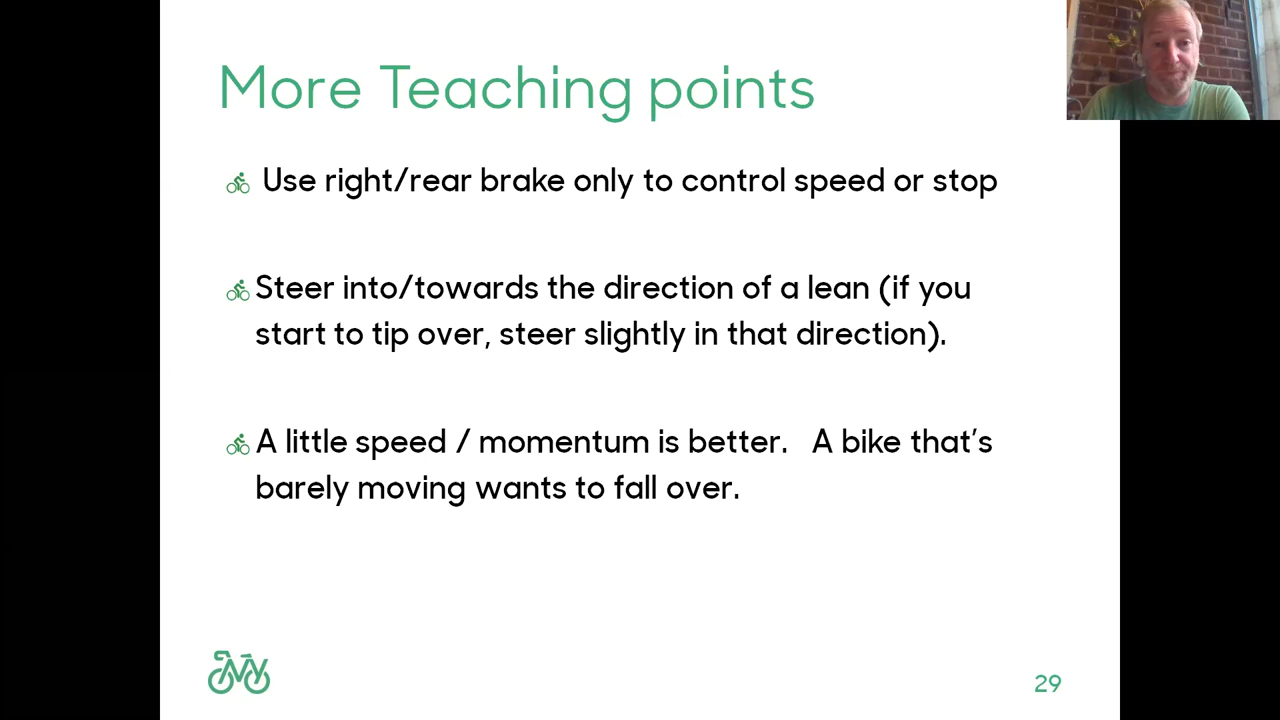 More Teaching points
Use right/rear brake only to control speed or stop
Steer into/towards the direction of a lean (if you
start to tip over, steer slightly in that direction).
A little speed / momentum is better.   A bike that’s
barely moving wants to fall over.
29